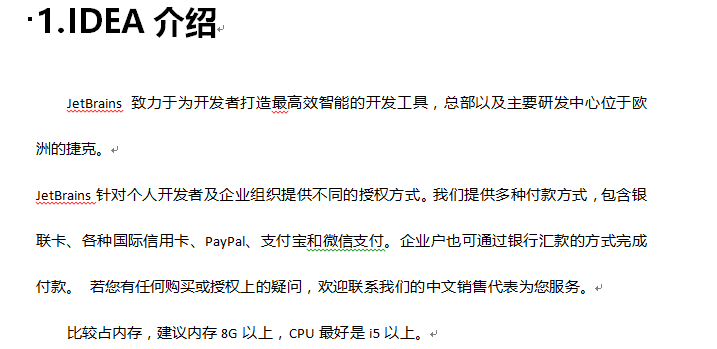 1.IDEA 介绍
JetBrains 致力于为开发者打造最高效智能的开发工具，总部以及主要研发中心位于欧
洲的捷克。
JetBrains 针对个人开发者及企业组织提供不同的授权方式。我们提供多种付款方式，包含银
联卡、各种国际信用卡、PayPal、支付宝和微信支付。企业户也可通过银行汇款的方式完成
付款。 若您有任何购买或授权上的疑问，欢迎联系我们的中文销售代表为您服务。
比较占内存，建议内存 8G 以上，CPU 最好是 i5 以上。